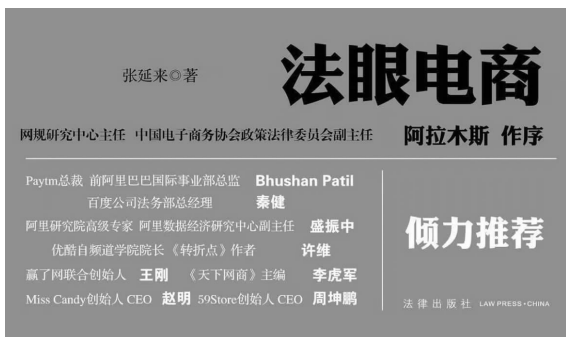 法眼电商
张延来◎著
网规研究中心主任 中国电子商务协会政策法律委员会副主任 阿拉木斯 作序
Paytm总裁 前阿里巴巴国际事业部总监 Bhushan Patil
百度公司法务部总经理 秦健
阿里研究院高级专家 阿里数据经济研究中心副主任 盛振中
优酷自频道学院院长《转折点》作者 许维
赢了网联合创始人 王刚 《天下网商》主编 李虎军
Miss Candy创始人 CEO 赵明 59Store创始人 CEO 周坤鹏
倾力推荐
法律出版社 LAW PRESS·CHINA